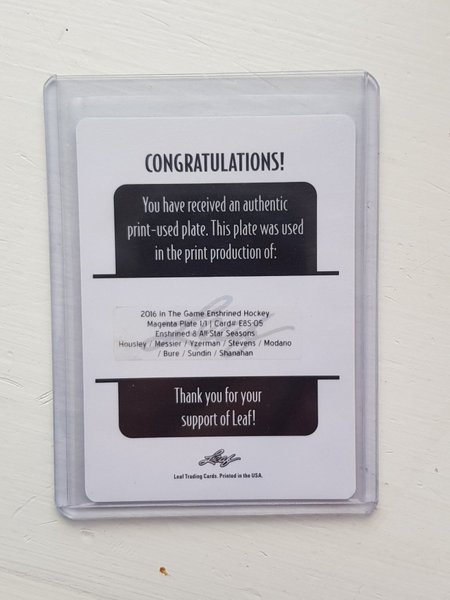 CONGRATULATIONS!
You have received an authentic
print-used plate. This plate was used
in the print production of:
2016 In The Game Enshrined Hockey
Magenta Plate 1/1 | Card# E8S-05
Enshrined 8 All Star Seasons
Housley / Messier / Yzerman / Stevens / Modano
/ Bure / Sundin / Shanahan
Thank you for your
support of Leaf!
Leaf
Leaf Trading Cards. Printed in the USA.